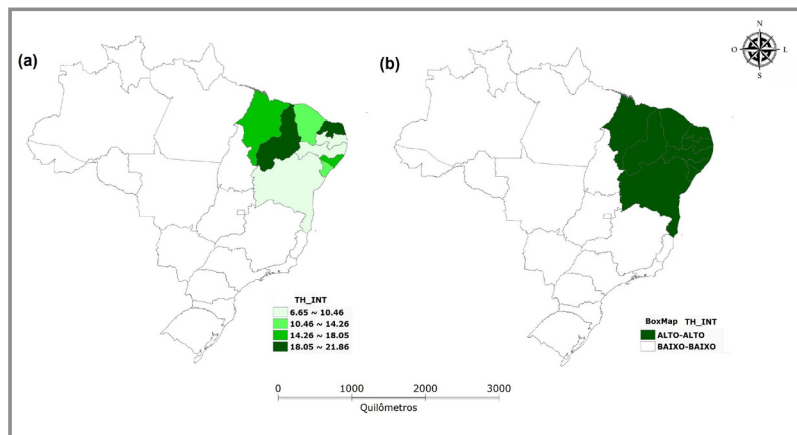 (a)
(b)
N
O
L
S
TH_INT
6.65 ~ 10.46
10.46 ~ 14.26
14.26 ~ 18.05
18.05 ~ 21.86
BoxMap TH_INT
ALTO-ALTO
BAIXO-BAIXO
0 1000 2000 3000
Quilômetros